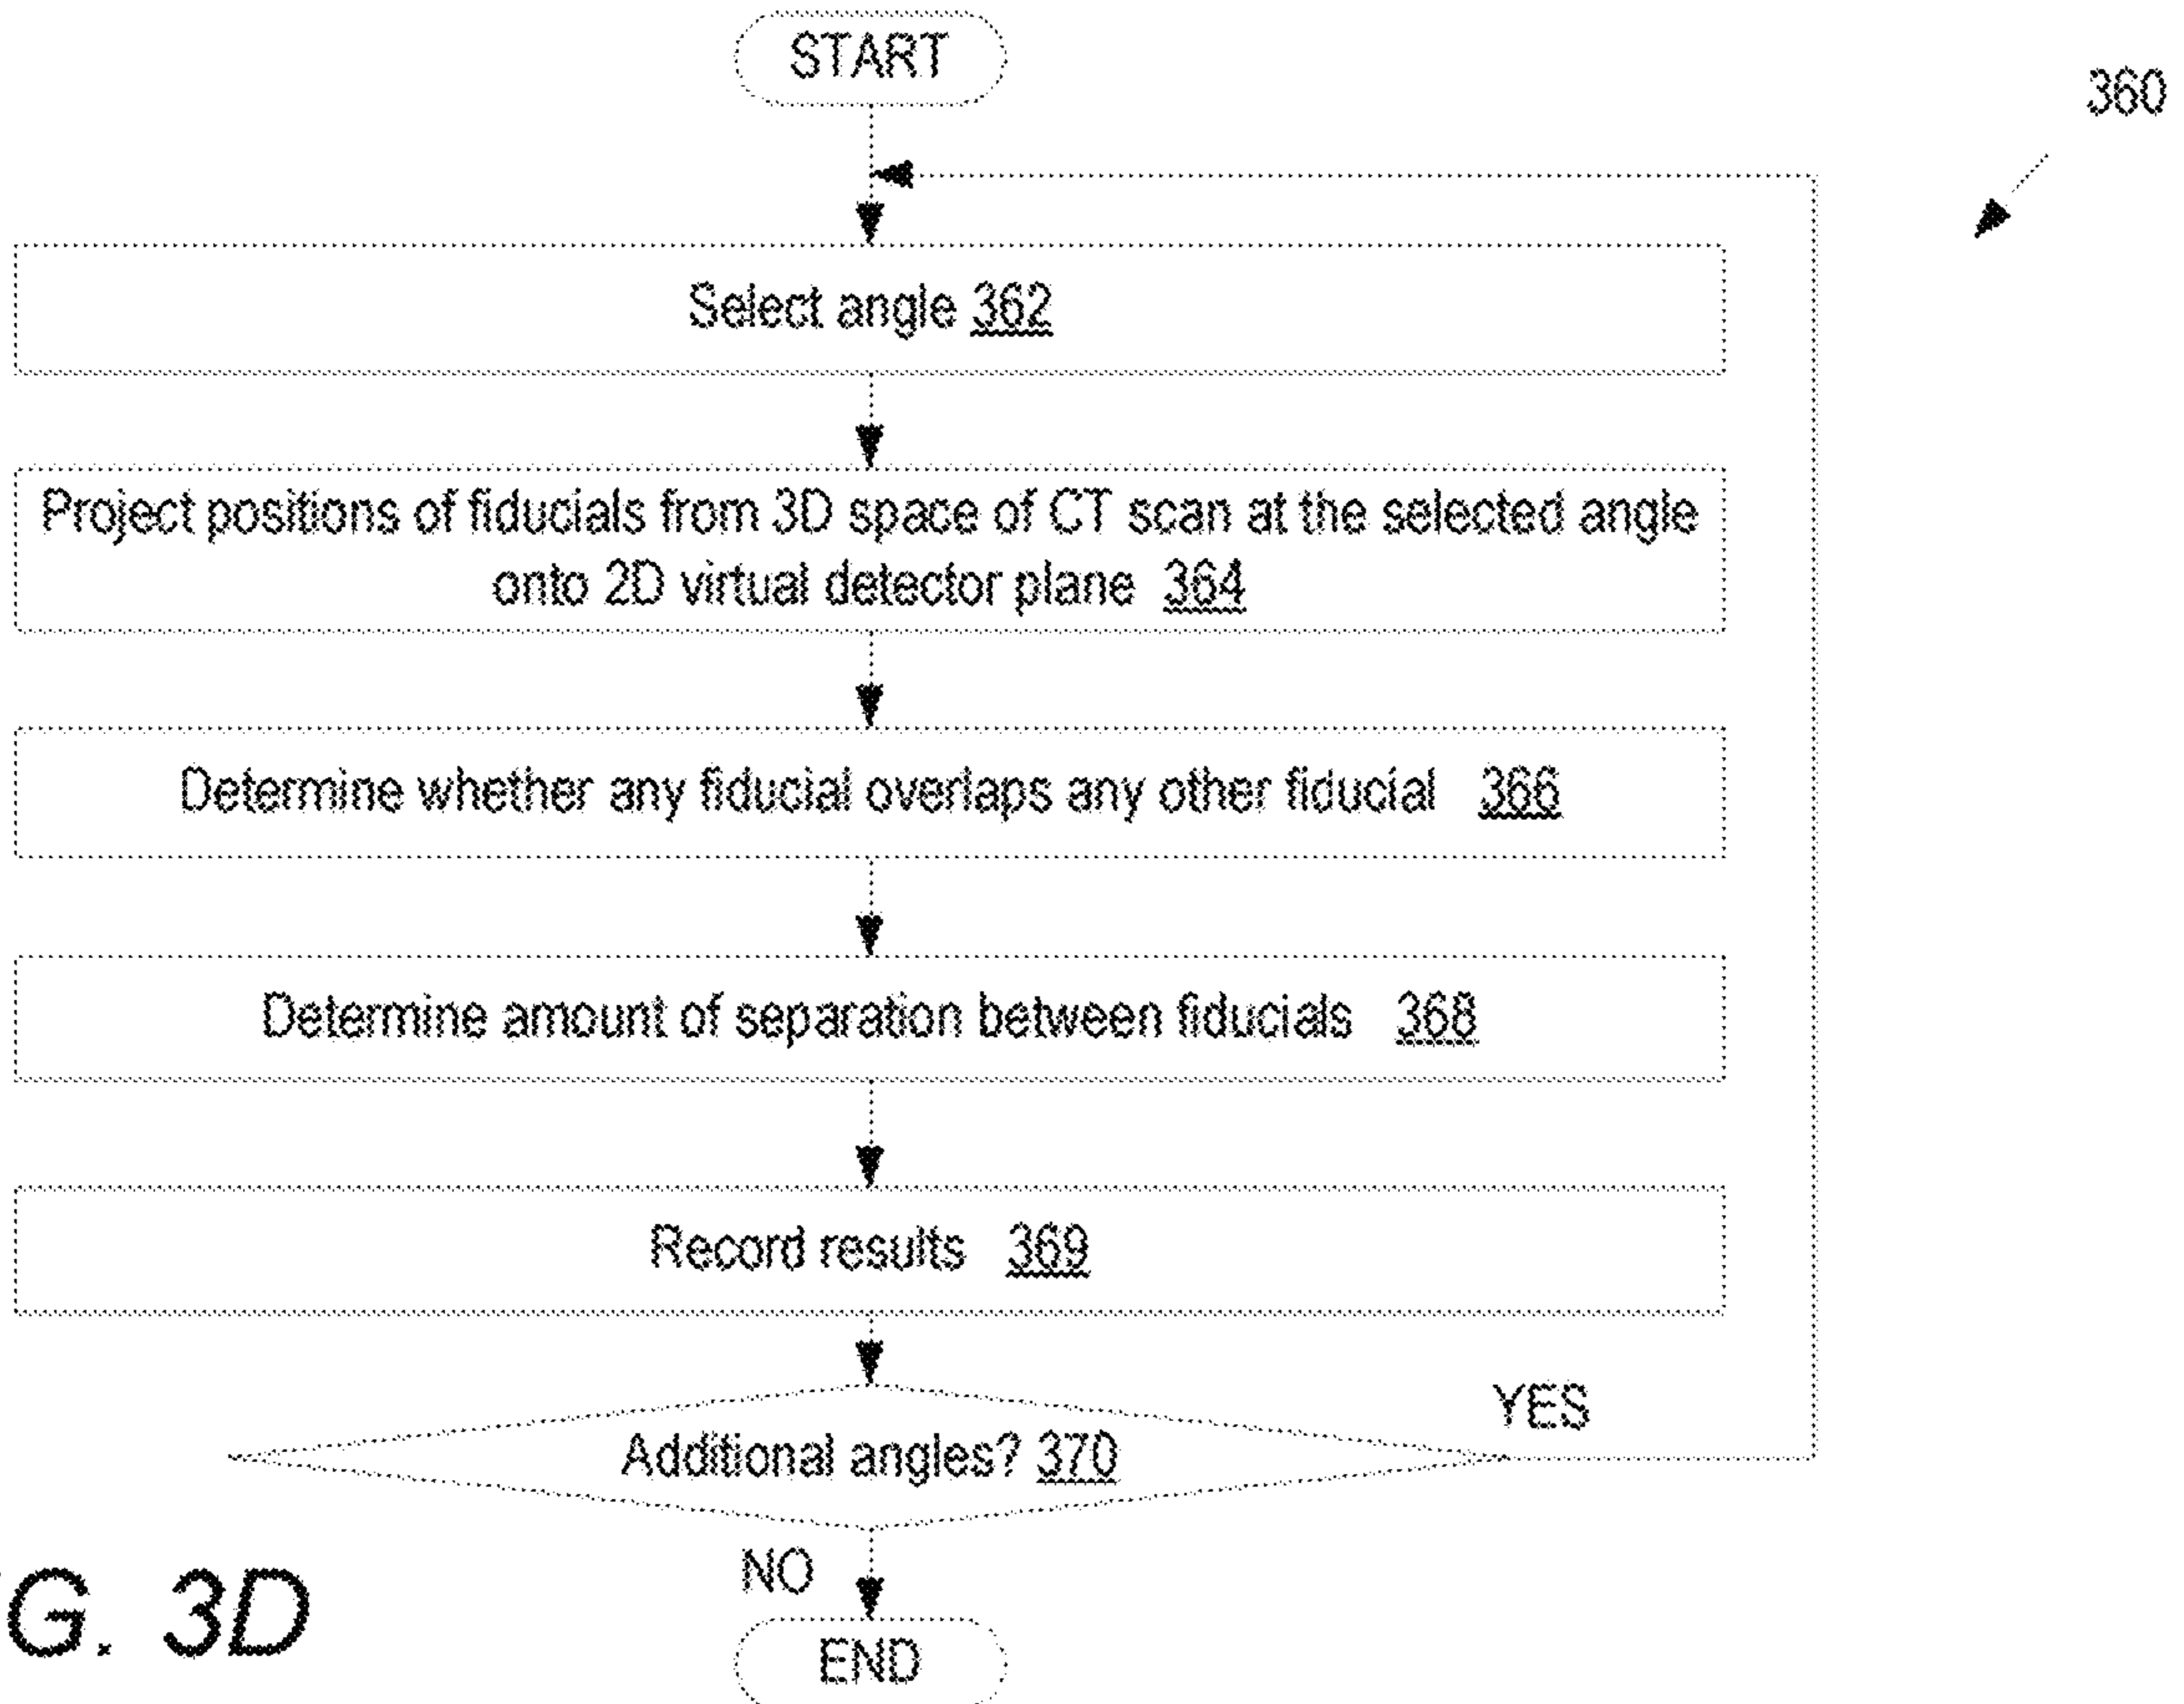 START
360
Select angle 362
Project positions of fiducials from 3D space of CT scan at the selected angle
onto 2D virtual detector plane 364
Determine whether any fiducial overlaps any other fiducial 366
Determine amount of separation between fiducials 368
Record results 369
Additional angles? 370
YES
NO
G. 3D
END